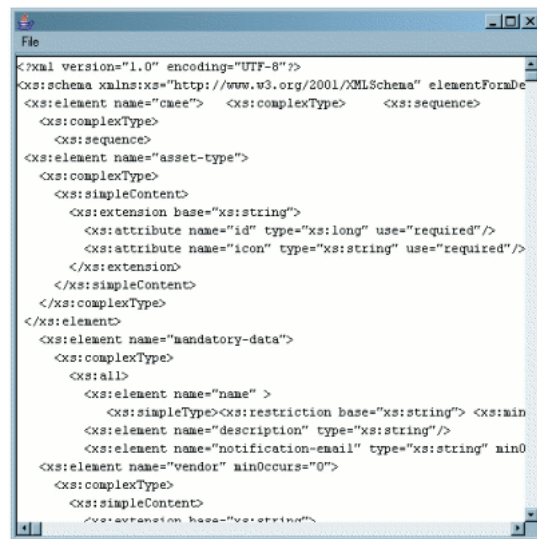 File
<?xml version="1.0" encoding="UTF-8"?>
<xs:schema xmlns:xs="http://www.w3.org/2001/XMLSchema" elementFormDe
<xs:element name="cmee"> <xs:complexType> <xs:sequence>
<xs:complexType>
<xs:sequence>
<xs:element name="asset-type">
<xs:complexType>
<xs:simpleContent>
<xs:extension base="xs:string">
<xs:attribute name="id" type="xs:long" use="required"/>
<xs:attribute name="icon" type="xs:string" use="required"/>
</xs:extension>
</xs:simpleContent>
</xs:complexType>
</xs:element>
<xs:element name="mandatory-data">
<xs:complexType>
<xs:all>
<xs:element name="name" >
<xs:simpleType><xs:restriction base="xs:string"> <xs:min
<xs:element name="description" type="xs:string"/>
<xs:element name="notification-email" type="xs:string" minO
<xs:element name="vendor" minOccurs="0">
<xs:complexType>
<xs:simpleContent>
<xs:extension base="xs:string">